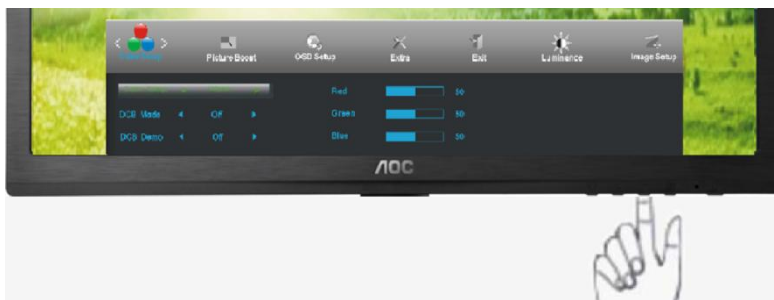 Picture Boost OSD Setup Extra Exit Luminance Image Setup
Red 50
DCB Mode Off Green 50
DCB Demo Off Blue 50
AOC